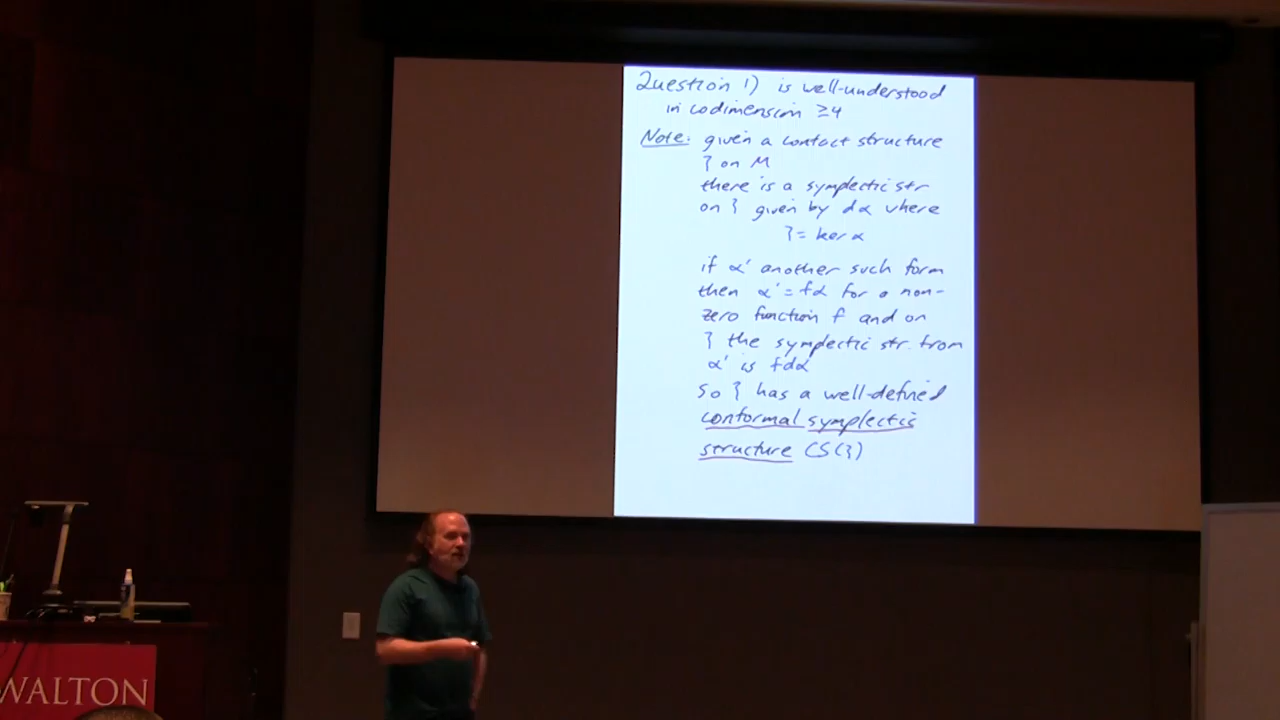 Question 1) is well-understood
in codimension ≥4
Note: given a contact structure
ξ on M
there is a symplectic str
on ξ given by dα where
ξ = ker α
if α' another such form
then α' = fα for a non-
zero function f and on
ξ the symplectic str. from
α' is fdα
so ξ has a well-defined
conformal symplectic
structure CS(ξ)
WALTON